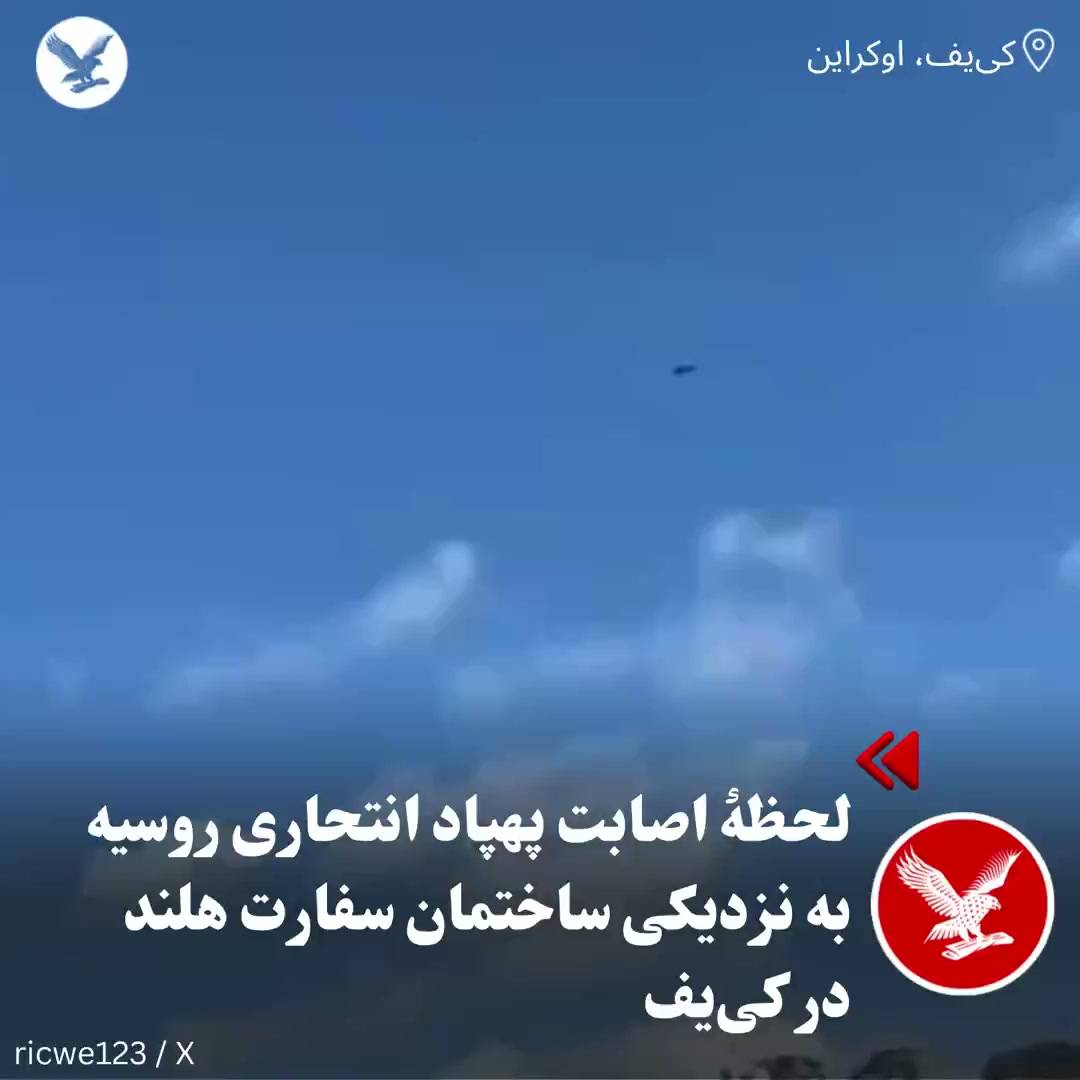 کی‌یف، اوکراین
لحظهٔ اصابت پهپاد انتحاری روسیه
به نزدیکی ساختمان سفارت هلند
در کی‌یف
ricwe123 / X